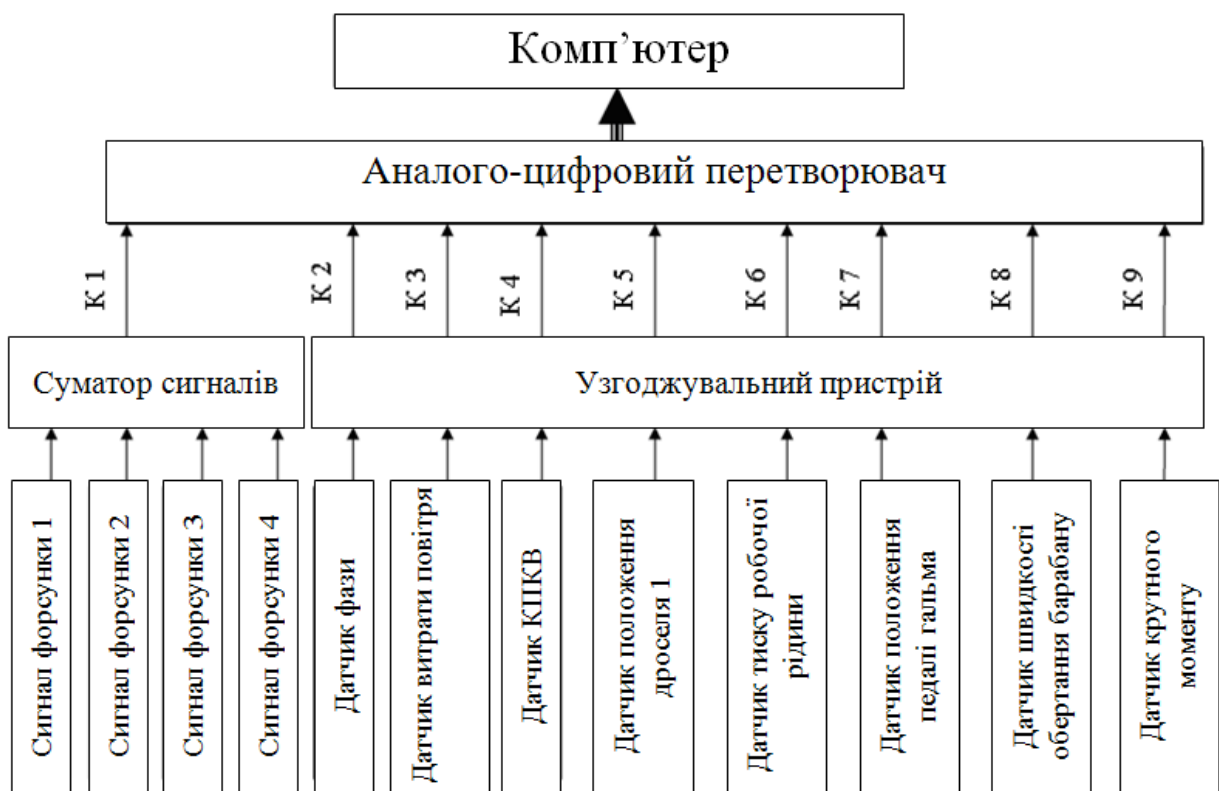 Комп’ютер
Аналого-цифровий перетворювач
К 1
К 2
К 3
К 4
К 5
К 6
К 7
К 8
К 9
Суматор сигналів
Узгоджувальний пристрій
Сигнал форсунки 1
Сигнал форсунки 2
Сигнал форсунки 3
Сигнал форсунки 4
Датчик фази
Датчик витрати повітря
Датчик КПКВ
Датчик положення
дроселя 1
Датчик тиску робочої
рідини
Датчик положення
педалі гальма
Датчик швидкості
обертання барабану
Датчик крутного
моменту